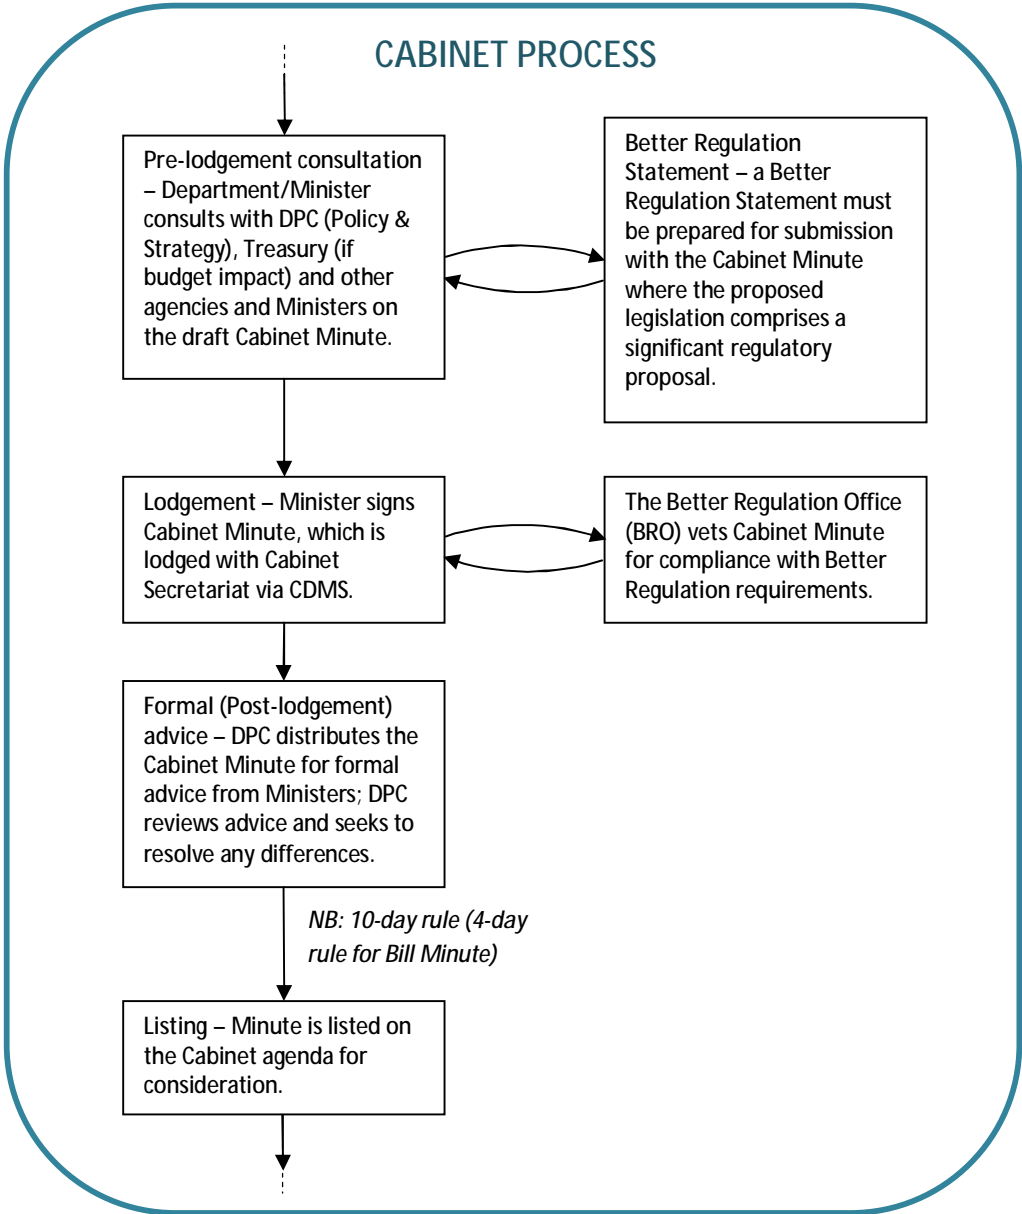 CABINET PROCESS
Pre-lodgement consultation
– Department/Minister
consults with DPC (Policy &
Strategy), Treasury (if
budget impact) and other
agencies and Ministers on
the draft Cabinet Minute.
Better Regulation
Statement – a Better
Regulation Statement must
be prepared for submission
with the Cabinet Minute
where the proposed
legislation comprises a
significant regulatory
proposal.
Lodgement – Minister signs
Cabinet Minute, which is
lodged with Cabinet
Secretariat via CDMS.
The Better Regulation Office
(BRO) vets Cabinet Minute
for compliance with Better
Regulation requirements.
Formal (Post-lodgement)
advice – DPC distributes the
Cabinet Minute for formal
advice from Ministers; DPC
reviews advice and seeks to
resolve any differences.
NB: 10-day rule (4-day
rule for Bill Minute)
Listing – Minute is listed on
the Cabinet agenda for
consideration.